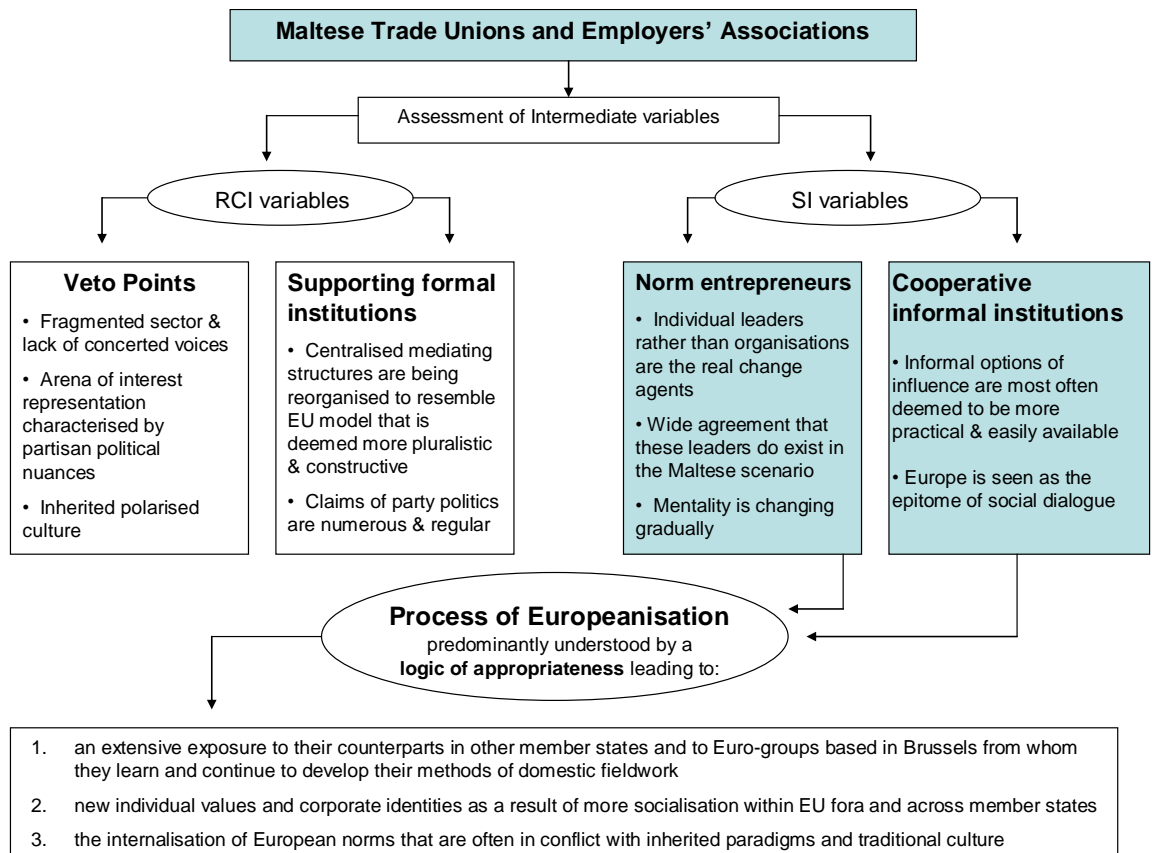 Maltese Trade Unions and Employers’ Associations
Assessment of Intermediate variables
RCI variables
SI variables
Veto Points
• Fragmented sector &
lack of concerted voices
• Arena of interest
representation
characterised by
partisan political
nuances
• Inherited polarised
culture
Supporting formal
institutions
• Centralised mediating
structures are being
reorganised to resemble
EU model that is
deemed more pluralistic
& constructive
• Claims of party politics
are numerous & regular
Norm entrepreneurs
• Individual leaders
rather than organisations
are the real change
agents
• Wide agreement that
these leaders do exist in
the Maltese scenario
• Mentality is changing
gradually
Cooperative
informal institutions
• Informal options of
influence are most often
deemed to be more
practical & easily available
• Europe is seen as the
epitome of social dialogue
Process of Europeanisation
predominantly understood by a
logic of appropriateness leading to:
1. an extensive exposure to their counterparts in other member states and to Euro-groups based in Brussels from whom
they learn and continue to develop their methods of domestic fieldwork
2. new individual values and corporate identities as a result of more socialisation within EU fora and across member states
3. the internalisation of European norms that are often in conflict with inherited paradigms and traditional culture